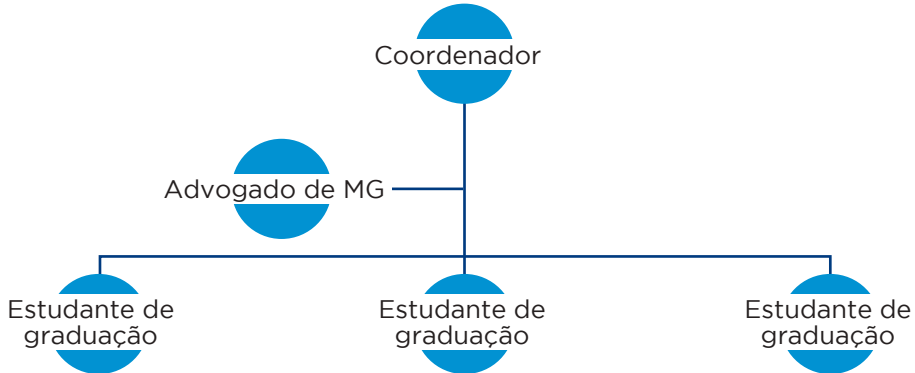 Coordenador
Advogado de MG
Estudante de
graduação
Estudante de
graduação
Estudante de
graduação